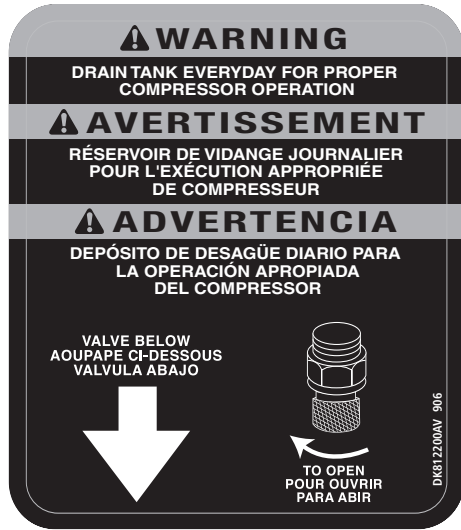 WARNING
DRAIN TANK EVERYDAY FOR PROPER
COMPRESSOR OPERATION
AVERTISSEMENT
RÉSERVOIR DE VIDANGE JOURNALIER
POUR L'EXÉCUTION APPROPRIÉE
DE COMPRESSEUR
ADVERTENCIA
DEPÓSITO DE DESAGÜE DIARIO PARA
LA OPERACIÓN APROPIADA
DEL COMPRESSOR
VALVE BELOW
AOUPAPE CI-DESSOUS
VALVULA ABAJO
TO OPEN
POUR OUVRIR
PARA ABIR
DK812200AV 906